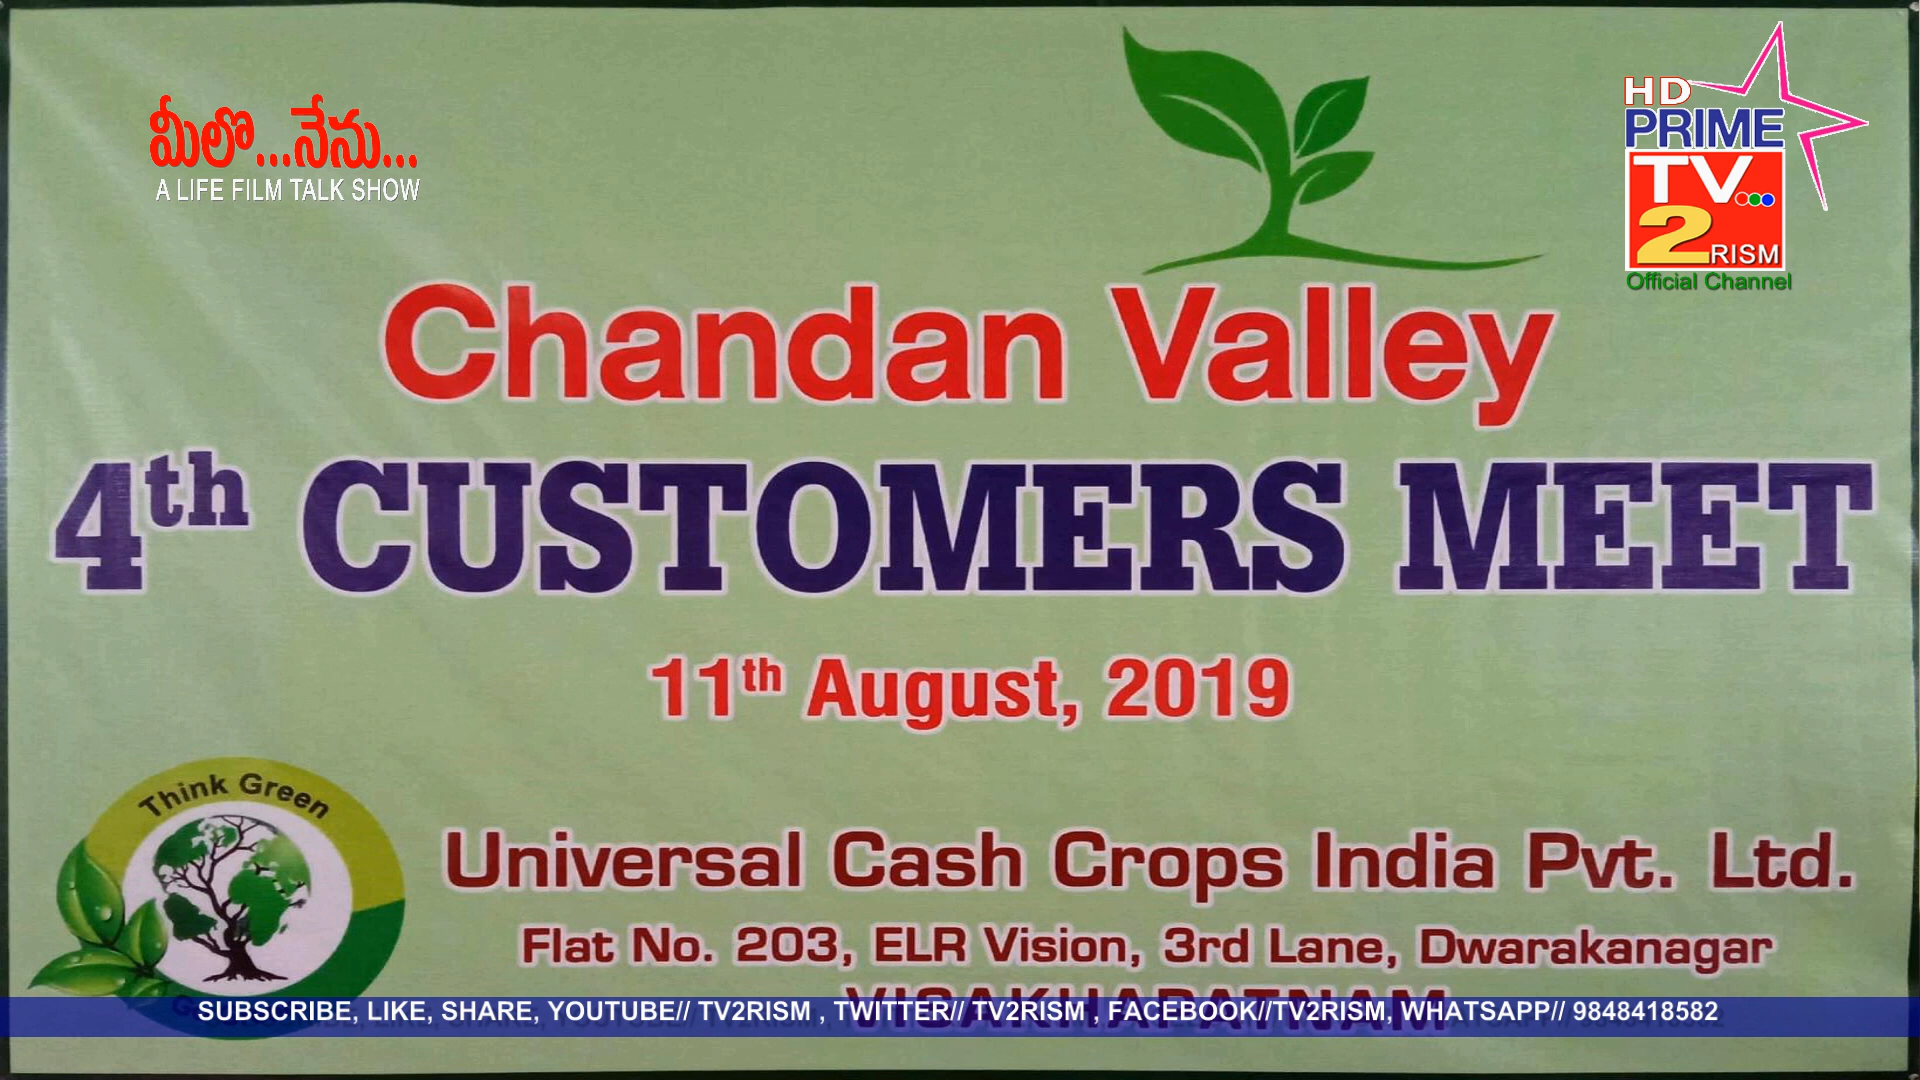 మీలో...నేను...
A LIFE FILM TALK SHOW
HD
PRIME
TV...
2RISM
Official Channel
Chandan Valley
4th CUSTOMERS MEET
11th August, 2019
Think Green
Universal Cash Crops India Pvt. Ltd.
Flat No. 203, ELR Vision, 3rd Lane, Dwarakanagar
VISAKHAPATNAM
SUBSCRIBE, LIKE, SHARE, YOUTUBE// TV2RISM , TWITTER// TV2RISM , FACEBOOK//TV2RISM, WHATSAPP// 9848418582